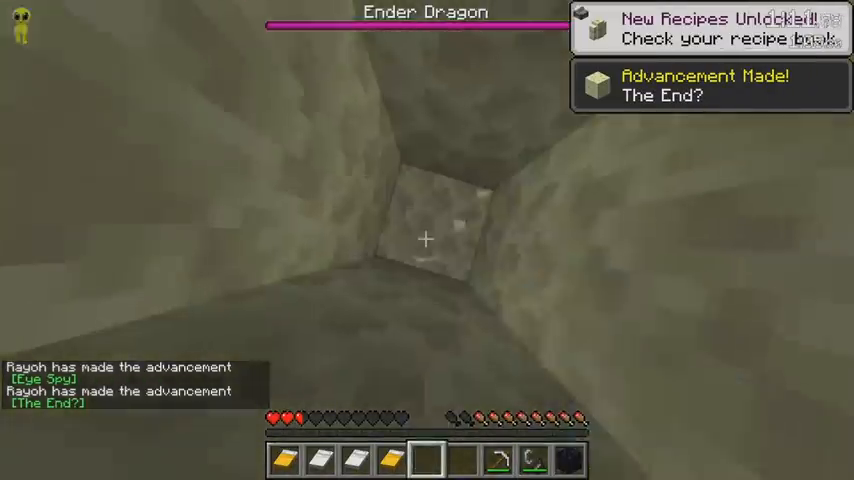 Ender Dragon
New Recipes Unlocked!
Check your recipe book
Advancement Made!
The End?
Rayoh has made the advancement
[Eye Spy]
Rayoh has made the advancement
[The End?]